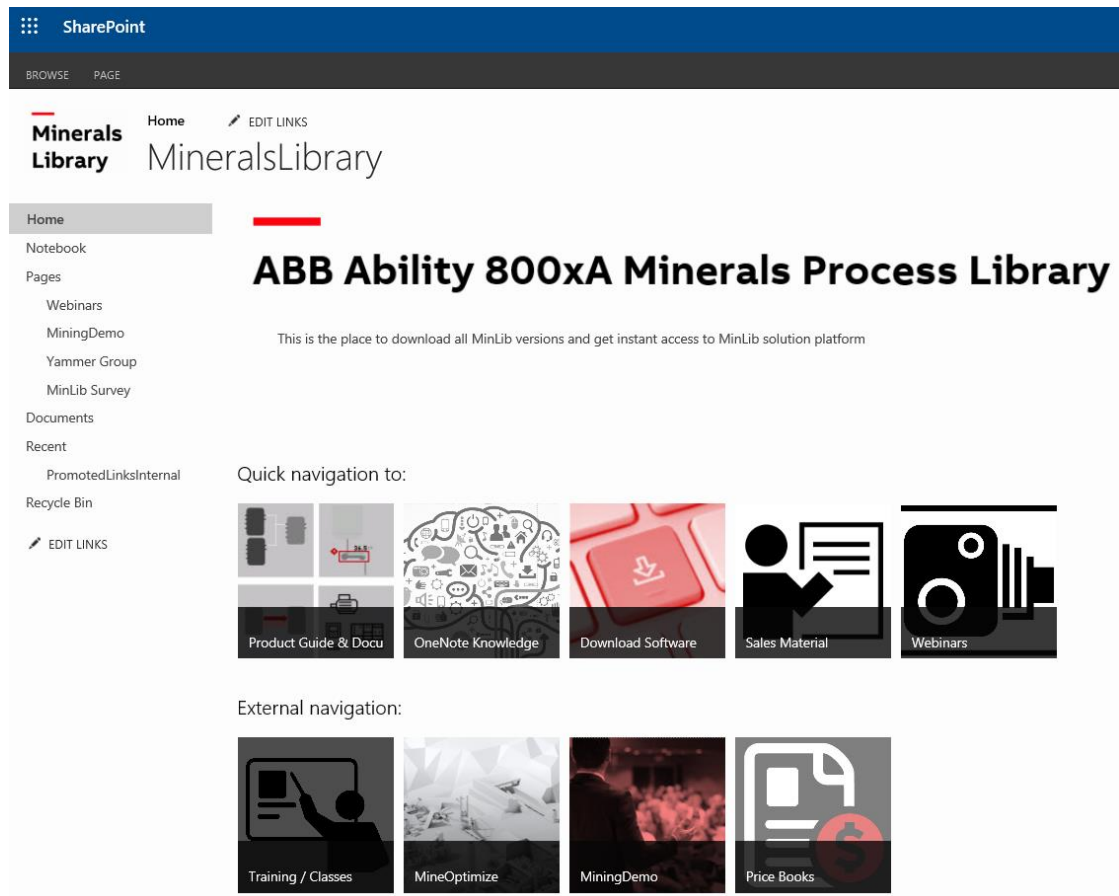 SharePoint
BROWSE PAGE
Minerals
Library
Home EDIT LINKS
MineralsLibrary
Home
Notebook
Pages
Webinars
MiningDemo
Yammer Group
MinLib Survey
Documents
Recent
PromotedLinksInternal
Recycle Bin
EDIT LINKS
ABB Ability 800xA Minerals Process Library
This is the place to download all MinLib versions and get instant access to MinLib solution platform
Quick navigation to:
36.5
Product Guide & Docu OneNote Knowledge Download Software Sales Material Webinars
External navigation:
Training / Classes MineOptimize MiningDemo Price Books